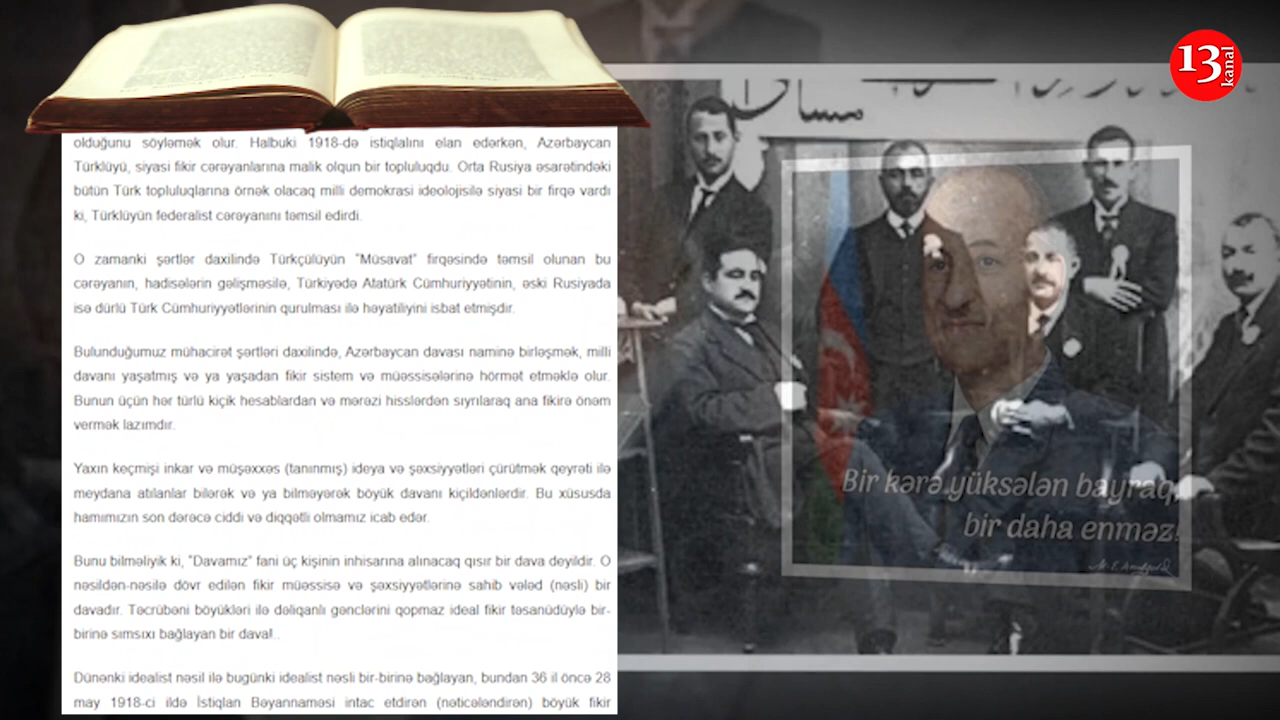 13
kanal
olduğunu söyləmək olur. Halbuki 1918-də istiqlalını elan edərkən, Azərbaycan
Türklüyü, siyasi fikir cərəyanlarına malik olqun bir topluluqdu. Orta Rusiya əsarətindəki
bütün Türk topluluqlarına örnək olacaq milli demokrasi ideolojisilə siyasi bir firqə vardı
ki, Türklüyün federalist cərəyanını təmsil edirdi.
O zamanki şərtlər daxilində Türkçülüyün "Müsavat" firqəsində təmsil olunan bu
cərəyanın, hadisələrin gəlişməsilə, Türkiyədə Atatürk Cümhuriyyətinin, əski Rusiyada
isə dürlü Türk Cümhuriyyətlərinin qurulması ilə həyatiliyini isbat etmişdir.
Bulunduğumuz mühacirət şərtləri daxilində, Azərbaycan davası naminə birləşmək, milli
davanı yaşatmış və ya yaşadan fikir sistem və müəssisələrinə hörmət etməklə olur.
Bunun üçün hər türlü kiçik hesablardan və mərəzi hisslərdən sıyrılaraq ana fikirə önəm
vermək lazımdır.
Yaxın keçmişi inkar və müşəxxəs (tanınmış) ideya və şəxsiyyətləri çürütmək qeyrəti ilə
meydana atılanlar bilərək və ya bilməyərək böyük davanı kiçildənlərdir. Bu xüsusda
hamımızın son dərəcə ciddi və diqqətli olmamız icab edər.
Bunu bilməliyik ki, "Davamız" fani üç kişinin inhisarına alınacaq qısır bir dava deyildir. O
nəsildən-nəsilə dövr edilən fikir müəssisə və şəxsiyyətlərinə sahib vələd (nəsli) bir
davadır. Təcrübəni böyükləri ilə dəliqanlı gənclərini qopmaz ideal fikir təsanüdüylə bir-
birinə sımsıxı bağlayan bir dava!..
Dünənki idealist nəsil ilə bugünki idealist nəsli bir-birinə bağlayan, bundan 36 il öncə 28
may 1918-ci ildə İstiqlan Bəyannaməsi intac etdirən (nəticələndirən) böyük fikir
Bir kərə yüksələn bayraq,
bir daha enməz!